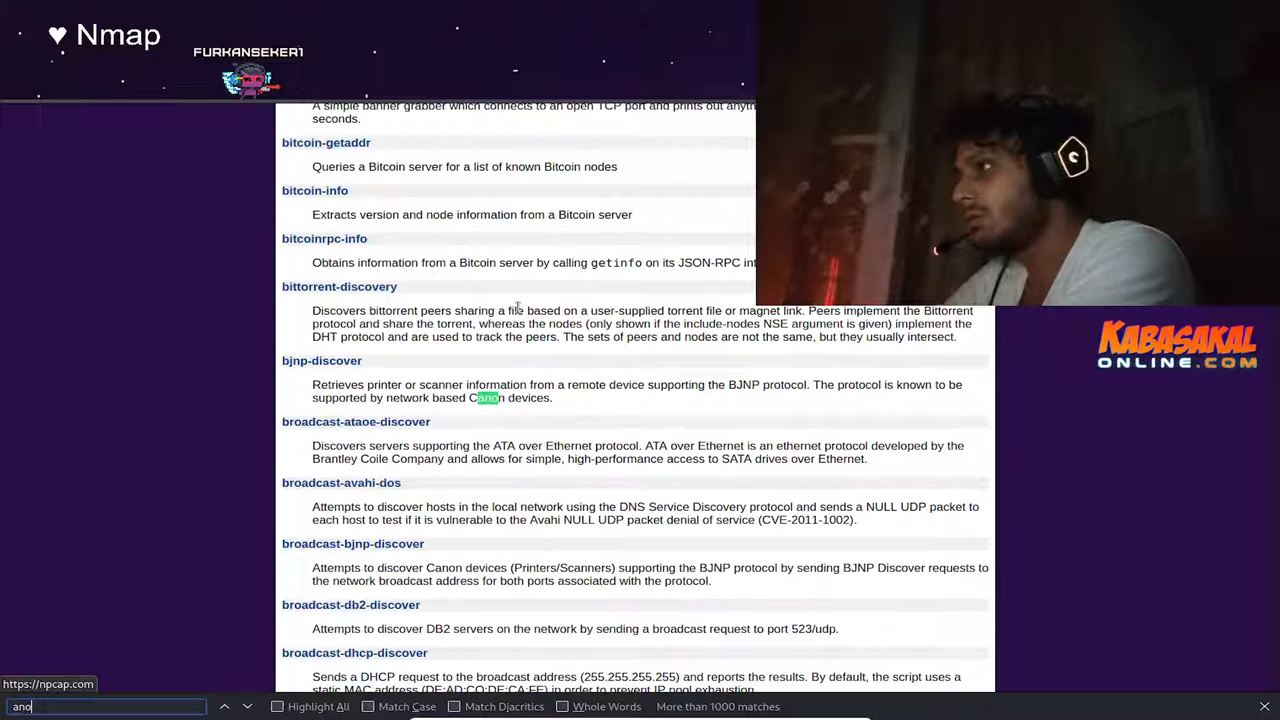 ♥ Nmap
FURKANSEKER1
A simple banner grabber which connects to an open TCP port and prints out anyth
seconds.
bitcoin-getaddr
Queries a Bitcoin server for a list of known Bitcoin nodes
bitcoin-info
Extracts version and node information from a Bitcoin server
bitcoinrpc-info
Obtains information from a Bitcoin server by calling getinfo on its JSON-RPC int
bittorrent-discovery
Discovers bittorrent peers sharing a file based on a user-supplied torrent file or magnet link. Peers implement the Bittorrent
protocol and share the torrent, whereas the nodes (only shown if the include-nodes NSE argument is given) implement the
DHT protocol and are used to track the peers. The sets of peers and nodes are not the same, but they usually intersect.
bjnp-discover
Retrieves printer or scanner information from a remote device supporting the BJNP protocol. The protocol is known to be
supported by network based Canon devices.
broadcast-ataoe-discover
Discovers servers supporting the ATA over Ethernet protocol. ATA over Ethernet is an ethernet protocol developed by the
Brantley Coile Company and allows for simple, high-performance access to SATA drives over Ethernet.
broadcast-avahi-dos
Attempts to discover hosts in the local network using the DNS Service Discovery protocol and sends a NULL UDP packet to
each host to test if it is vulnerable to the Avahi NULL UDP packet denial of service (CVE-2011-1002).
broadcast-bjnp-discover
Attempts to discover Canon devices (Printers/Scanners) supporting the BJNP protocol by sending BJNP Discover requests to
the network broadcast address for both ports associated with the protocol.
broadcast-db2-discover
Attempts to discover DB2 servers on the network by sending a broadcast request to port 523/udp.
broadcast-dhcp-discover
Sends a DHCP request to the broadcast address (255.255.255.255) and reports the results. By default, the script uses a
static MAC address (DE:AD:CO:DE:CA:FE) in order to prevent IP pool exhaustion.
KABASAKAL
ONLINE.COM
https://npcap.com
ano
Highlight All
Match Case
Match Diacritics
Whole Words
More than 1000 matches